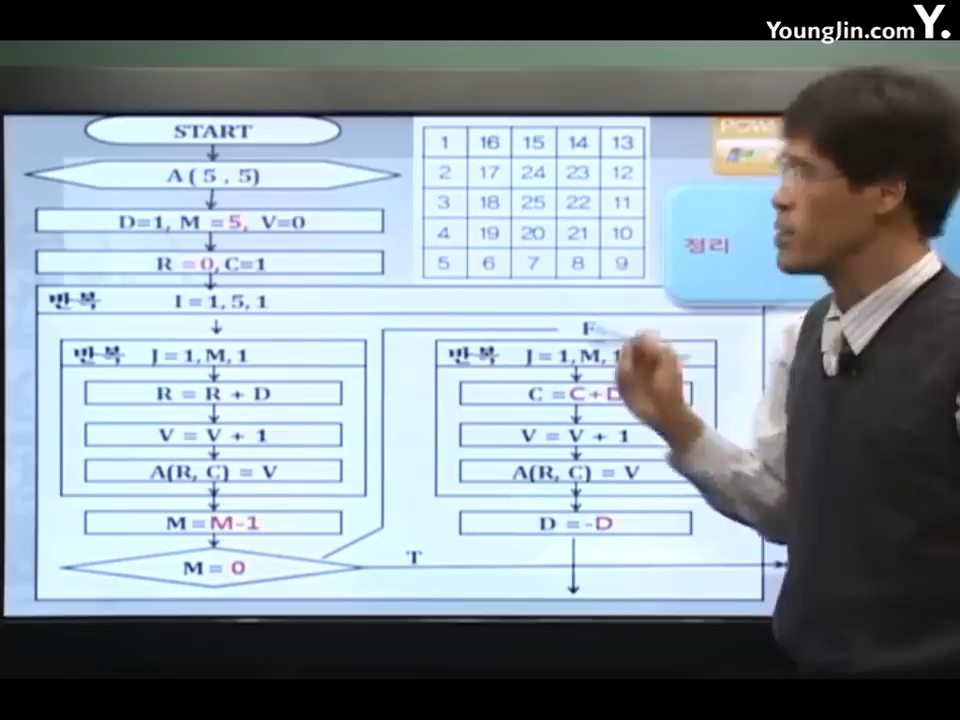 YoungJin.com Y.
START
A ( 5 , 5)
D=1, M = 5, V=0
R = 0, C=1
반복 I = 1, 5, 1
반복 J = 1, M, 1
R = R + D
V = V + 1
A(R, C) = V
M = M-1
M = 0
T
F
반복 J = 1, M, 1
C = C+D
V = V + 1
A(R, C) = V
D = -D
1 16 15 14 13
2 17 24 23 12
3 18 25 22 11
4 19 20 21 10
5 6 7 8 9
정리